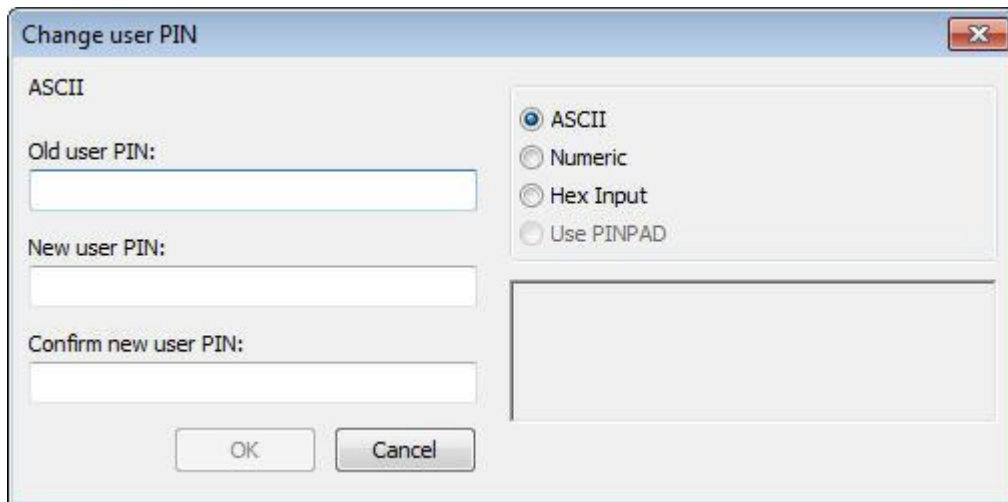 Change user PIN
ASCII
Old user PIN:
New user PIN:
Confirm new user PIN:
OK
Cancel
ASCII
Numeric
Hex Input
Use PINPAD